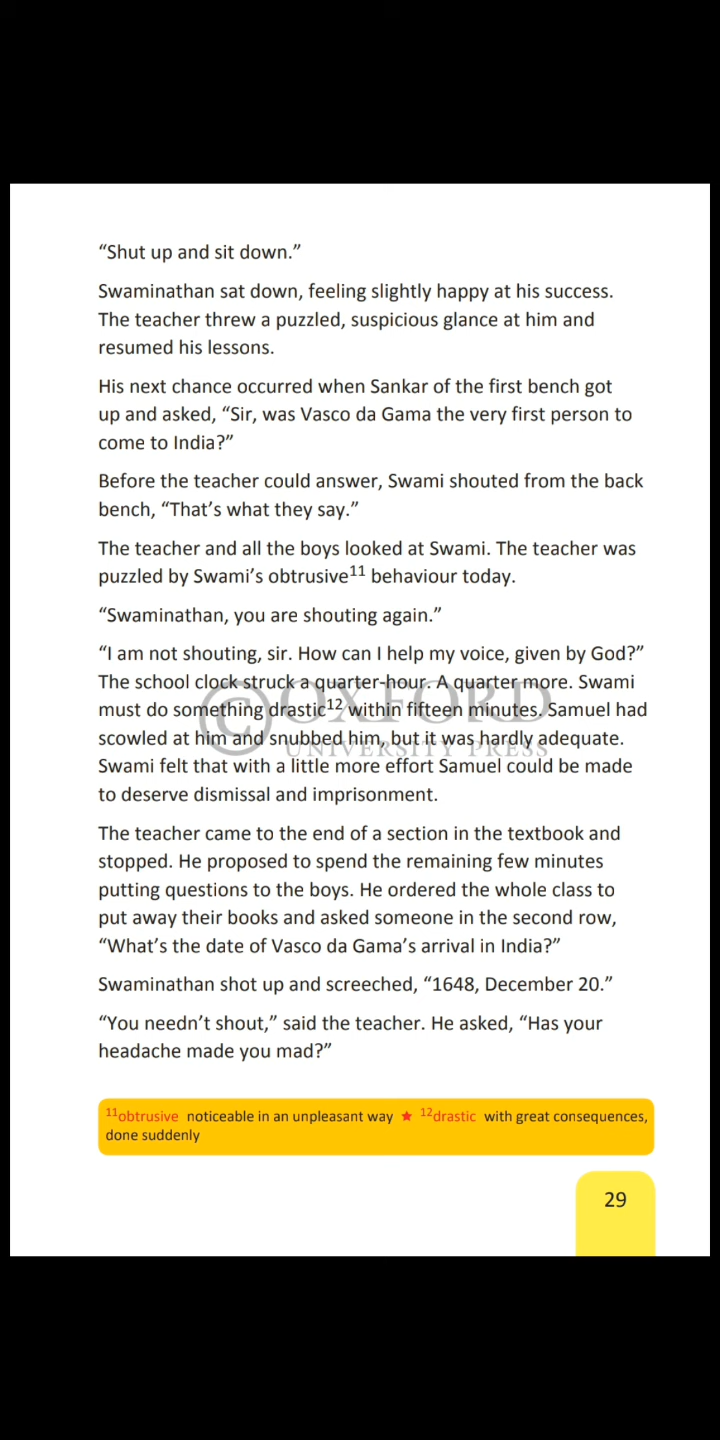 “Shut up and sit down.”
Swaminathan sat down, feeling slightly happy at his success.
The teacher threw a puzzled, suspicious glance at him and
resumed his lessons.
His next chance occurred when Sankar of the first bench got
up and asked, “Sir, was Vasco da Gama the very first person to
come to India?”
Before the teacher could answer, Swami shouted from the back
bench, “That’s what they say.”
The teacher and all the boys looked at Swami. The teacher was
puzzled by Swami’s obtrusive¹¹ behaviour today.
“Swaminathan, you are shouting again.”
“I am not shouting, sir. How can I help my voice, given by God?”
The school clock struck a quarter-hour. A quarter more. Swami
must do something drastic¹² within fifteen minutes. Samuel had
scowled at him and snubbed him, but it was hardly adequate.
Swami felt that with a little more effort Samuel could be made
to deserve dismissal and imprisonment.
The teacher came to the end of a section in the textbook and
stopped. He proposed to spend the remaining few minutes
putting questions to the boys. He ordered the whole class to
put away their books and asked someone in the second row,
“What’s the date of Vasco da Gama’s arrival in India?”
Swaminathan shot up and screeched, “1648, December 20.”
“You needn’t shout,” said the teacher. He asked, “Has your
headache made you mad?”
© OXFORD
UNIVERSITY PRESS
¹¹obtrusive noticeable in an unpleasant way ★ ¹²drastic with great consequences,
done suddenly
29